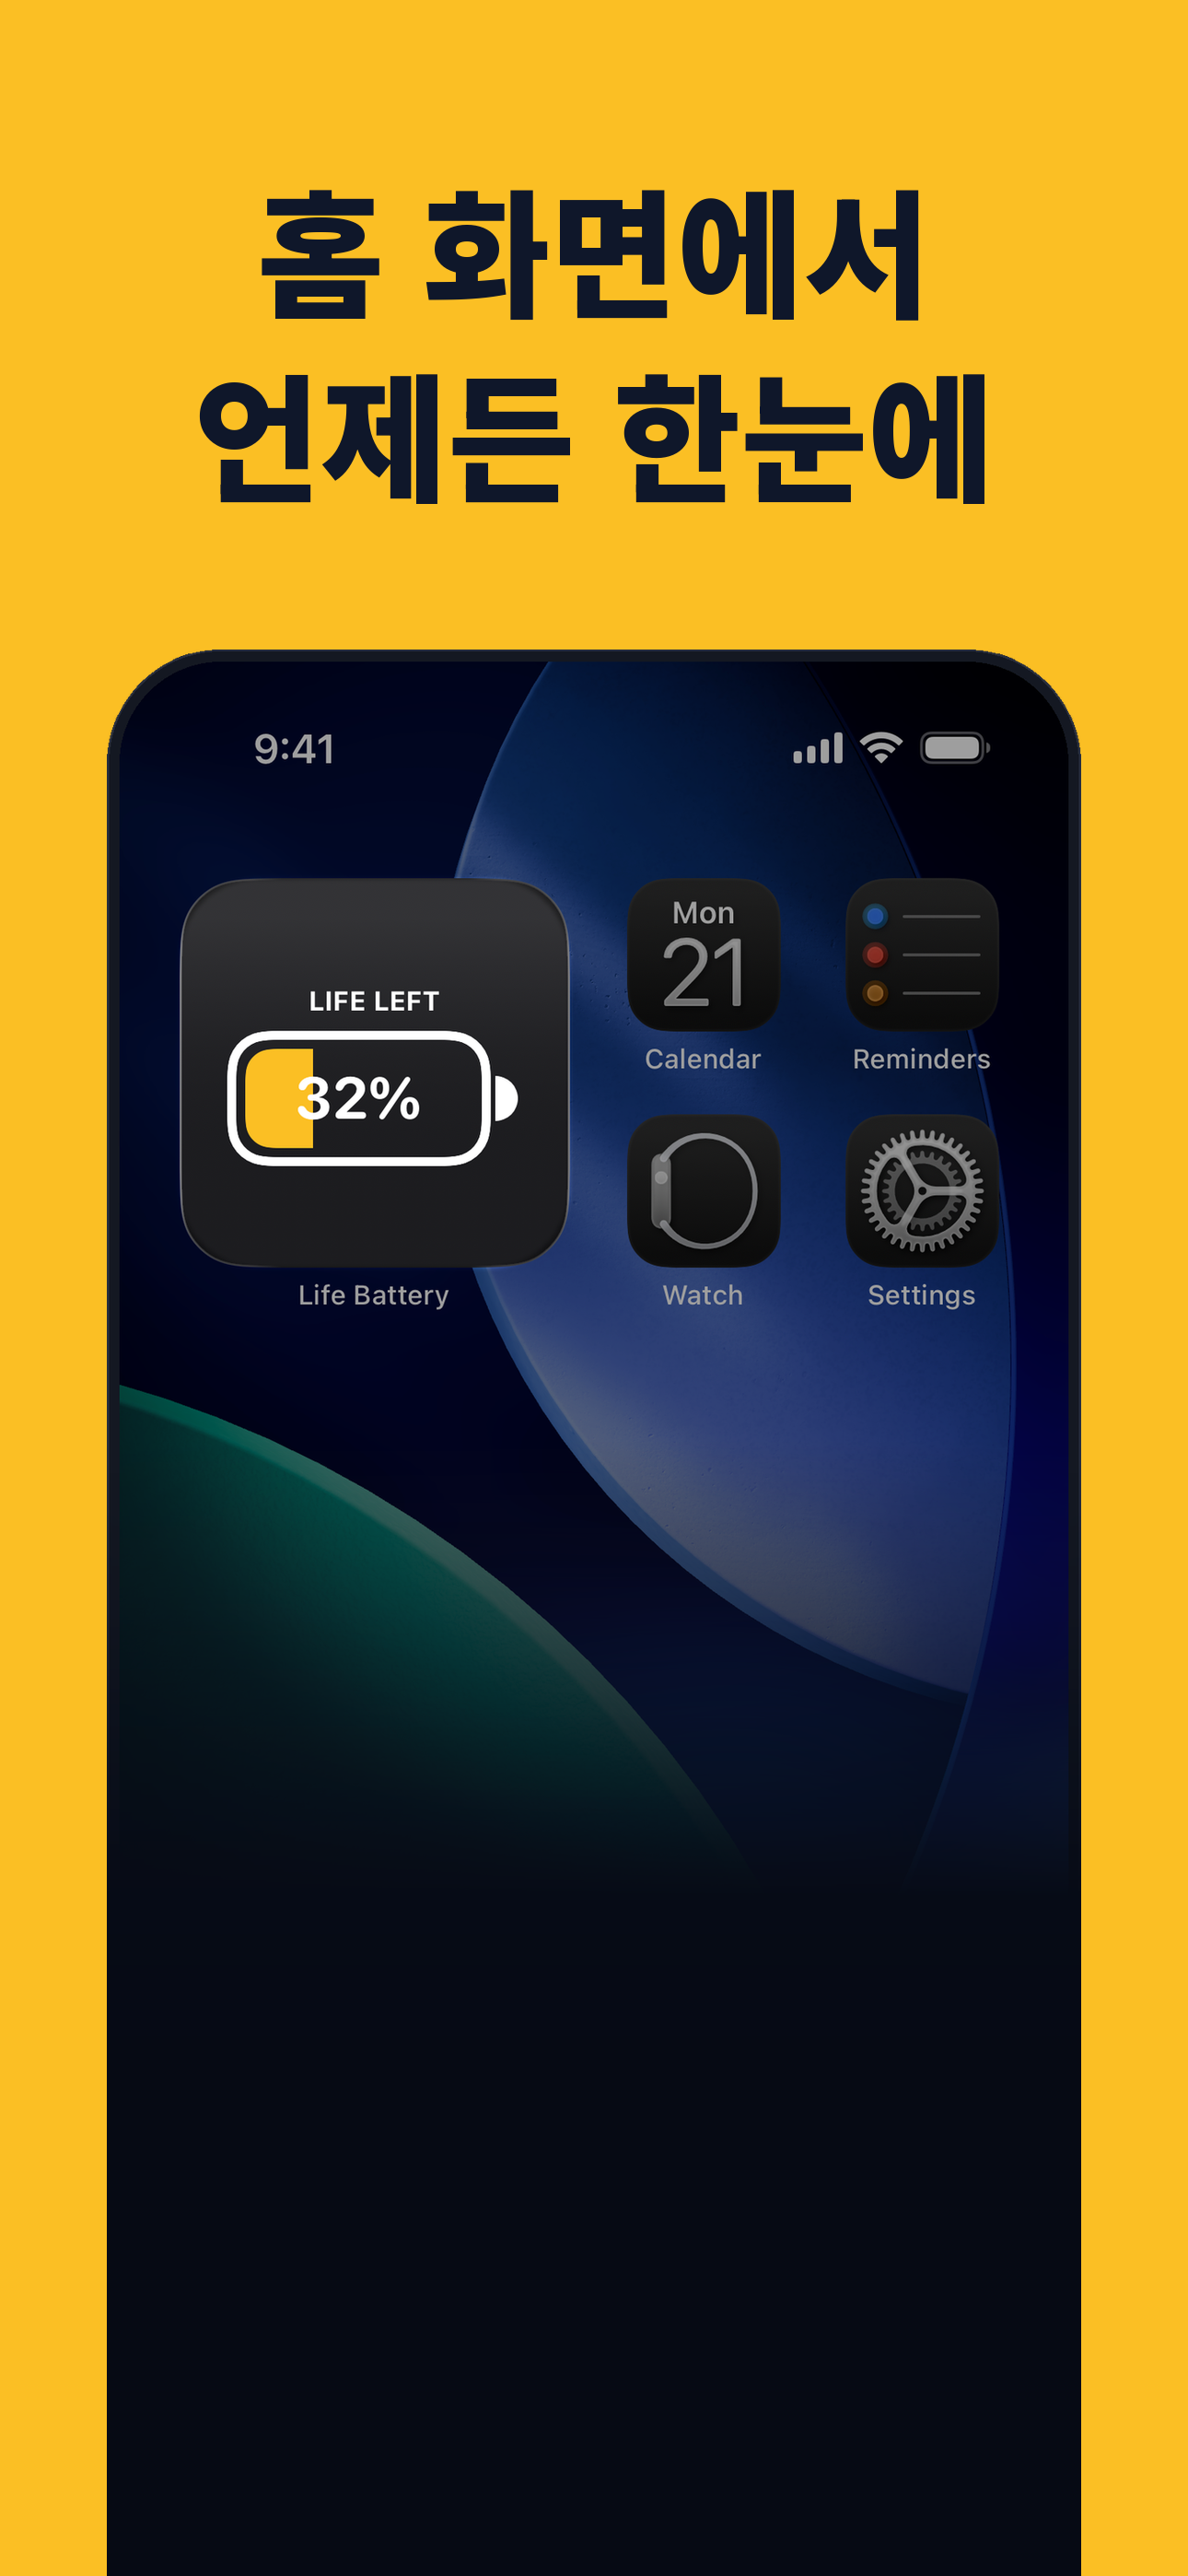 홈 화면에서
언제든 한눈에
9:41
LIFE LEFT
32%
Life Battery
Mon
21
Calendar
Reminders
Watch
Settings